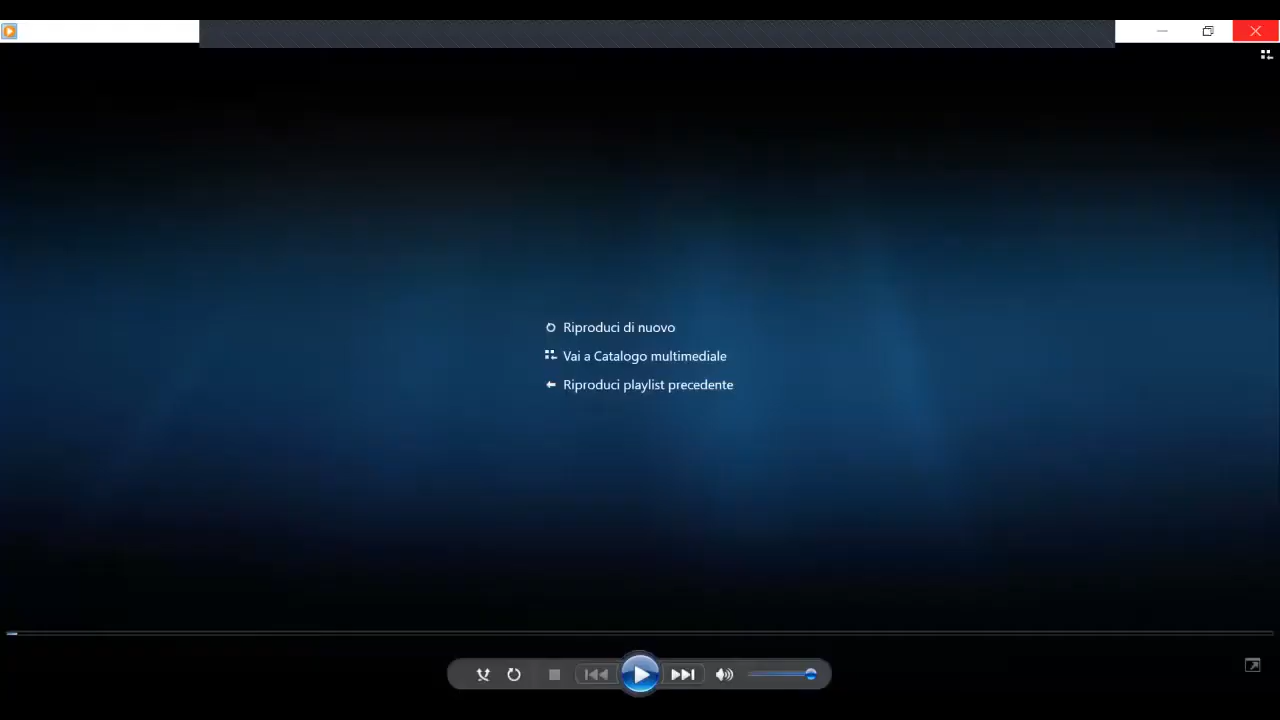 Riproduci di nuovo
Vai a Catalogo multimediale
Riproduci playlist precedente